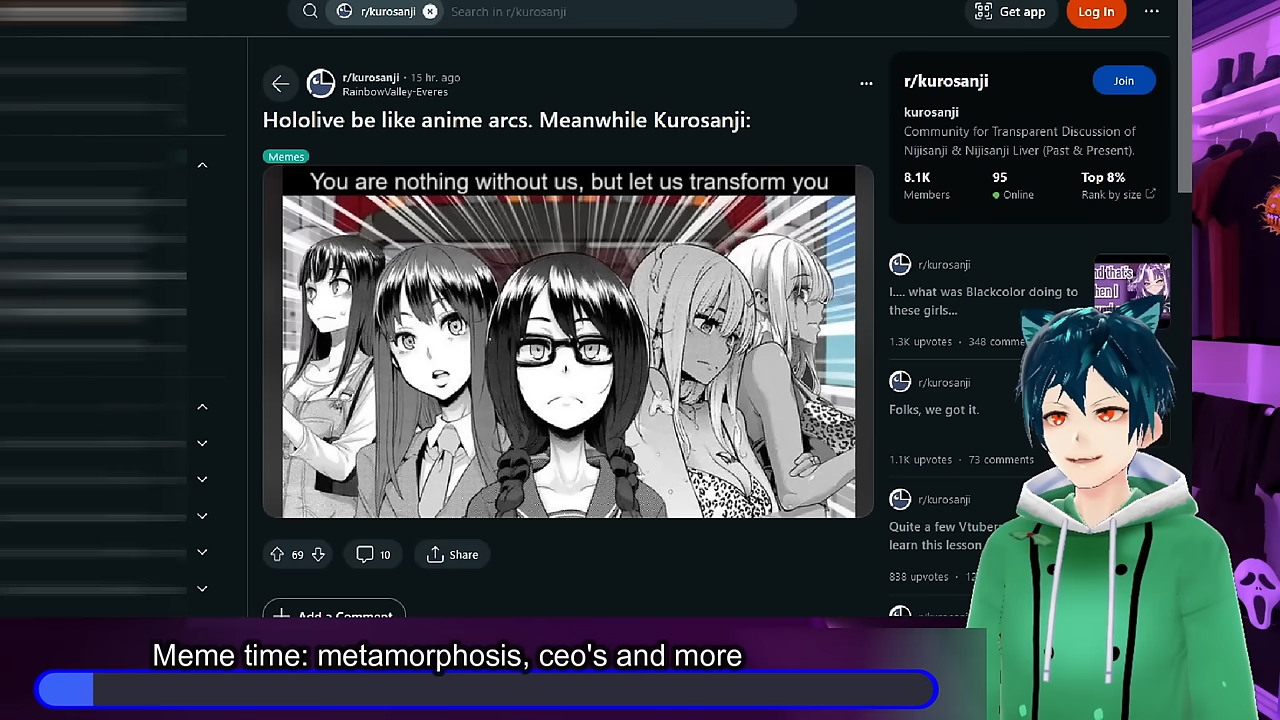 r/kurosanji
Search in r/kurosanji
Get app
Log In
r/kurosanji · 15 hr. ago
RainbowValley-Everes
Hololive be like anime arcs. Meanwhile Kurosanji:
Memes
You are nothing without us, but let us transform you
69
10
Share
Add a Comment
r/kurosanji
Join
kurosanji
Community for Transparent Discussion of
Nijisanji & Nijisanji Liver (Past & Present).
8.1K
95
Top 8%
Members
Online
Rank by size
r/kurosanji
I.... what was Blackcolor doing to
these girls...
1.3K upvotes · 348
r/kurosanji
Folks, we got it.
1.1K upvotes · 73 comments
r/kurosanji
Quite a few
learn this lesson
838 upvotes
Meme time: metamorphosis, ceo's and more